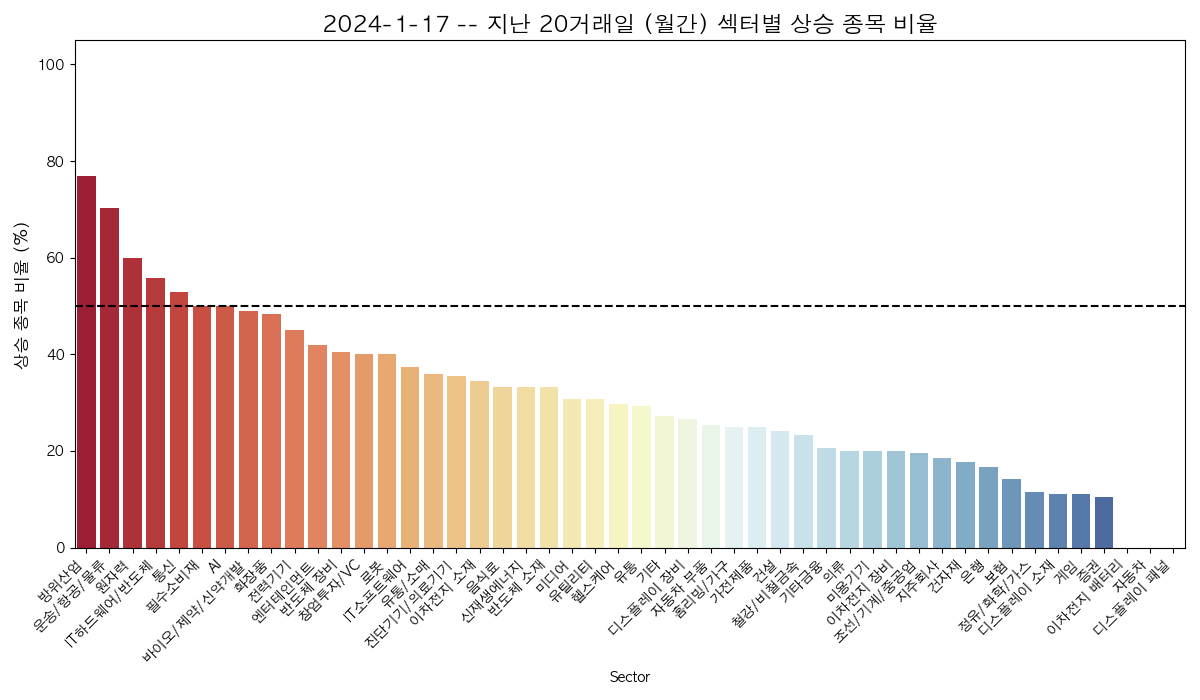 2024-1-17 -- 지난 20거래일 (월간) 섹터별 상승 종목 비율
상승 종목 비율 (%)
100
80
60
40
20
0
방위산업
운송/항공/물류
원자력
IT하드웨어/반도체
통신
필수소비재
AI
바이오/제약/신약개발
화장품
전력기기
엔터테인먼트
반도체 장비
창업투자/VC
로봇
IT소프트웨어
유통/소매
진단기기/의료기기
이차전지 소재
음식료
신재생에너지
반도체 소재
미디어
유틸리티
헬스케어
유통
기타
디스플레이 장비
자동차 부품
홈리빙/가구
가전제품
건설
철강/비철금속
기타금융
의류
미용기기
이차전지 장비
조선/기계/중공업
지주회사
건자재
은행
보험
정유/화학/가스
디스플레이 소재
게임
증권
이차전지 배터리
자동차
디스플레이 패널
Sector